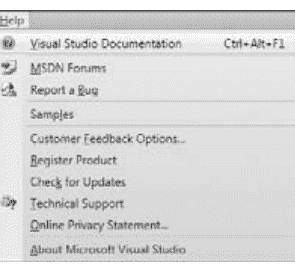 Help
Visual Studio Documentation Ctrl+Alt+F1
MSDN Forums
Report a Bug
Samples
Customer Feedback Options...
Register Product
Check for Updates
Technical Support
Online Privacy Statement...
About Microsoft Visual Studio